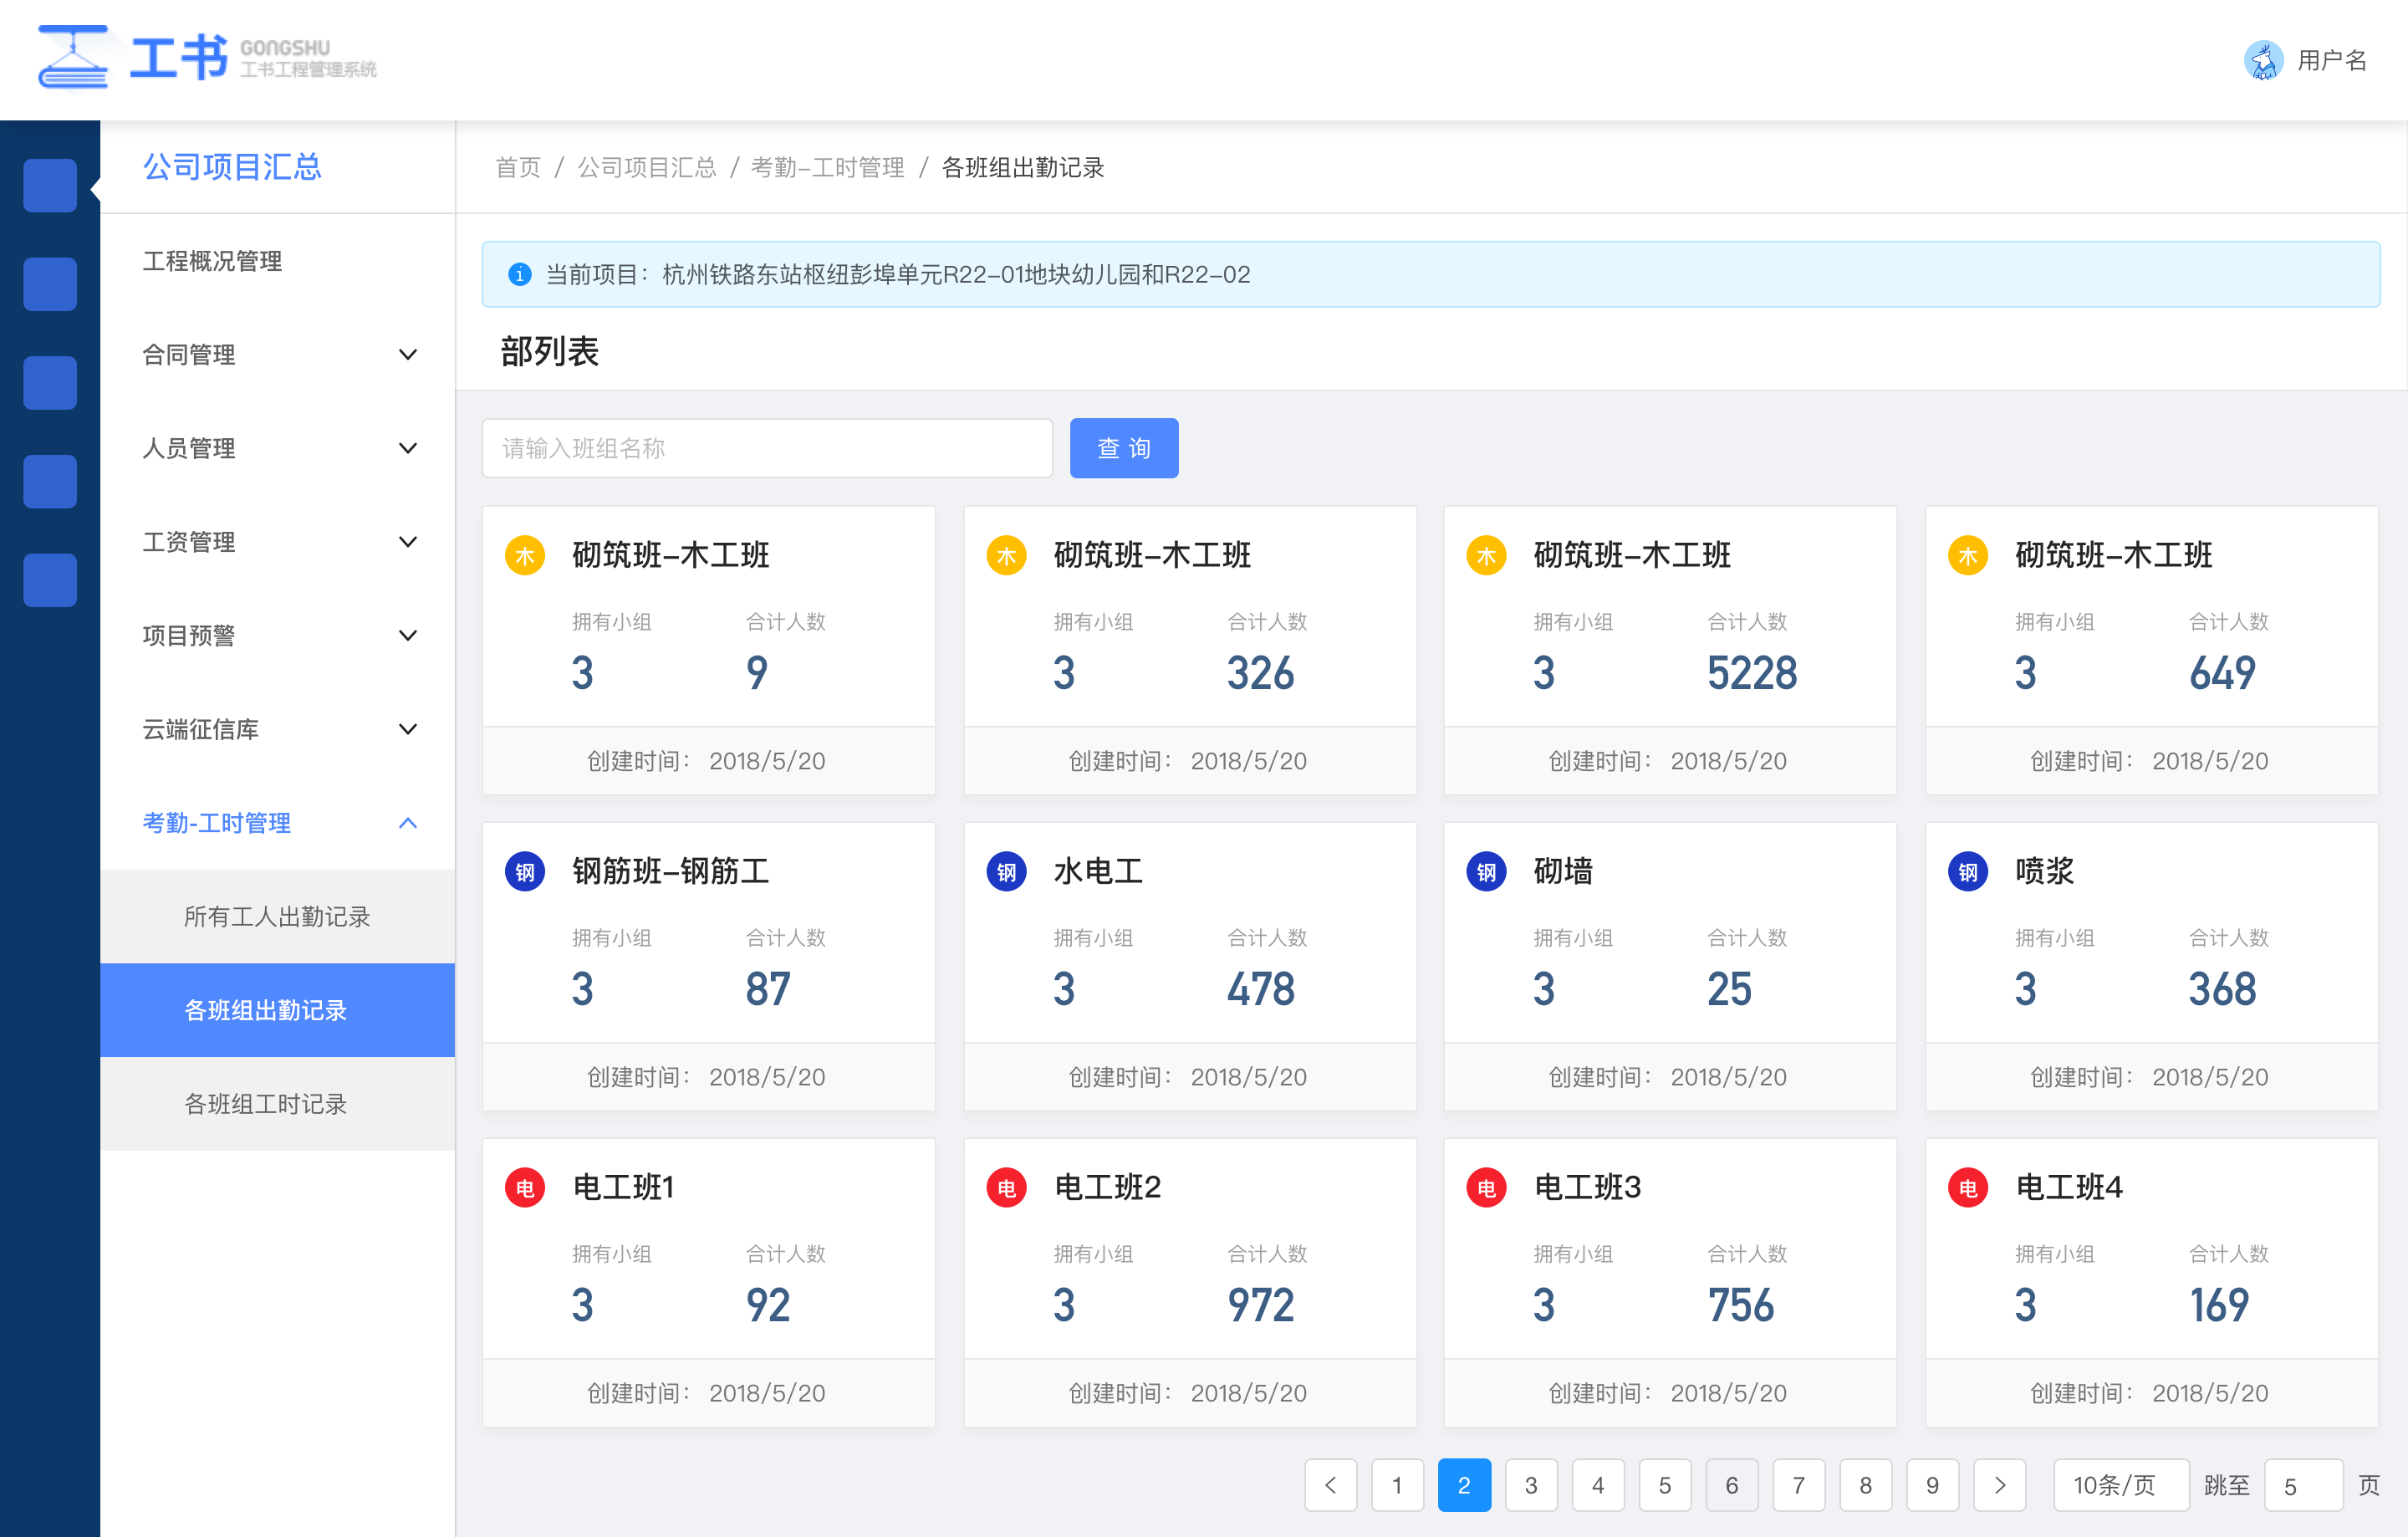 工书 GONGSHU
工书工程管理系统
用户名
公司项目汇总
工程概况管理
合同管理
人员管理
工资管理
项目预警
云端征信库
考勤-工时管理
所有工人出勤记录
各班组出勤记录
各班组工时记录
首页 / 公司项目汇总 / 考勤-工时管理 / 各班组出勤记录
当前项目：杭州铁路东站枢纽彭埠单元R22-01地块幼儿园和R22-02
部列表
请输入班组名称 查 询
木 砌筑班-木工班 木 砌筑班-木工班 木 砌筑班-木工班 木 砌筑班-木工班
拥有小组 合计人数 拥有小组 合计人数 拥有小组 合计人数 拥有小组 合计人数
3 9 3 326 3 5228 3 649
创建时间： 2018/5/20 创建时间： 2018/5/20 创建时间： 2018/5/20 创建时间： 2018/5/20
钢 钢筋班-钢筋工 钢 水电工 钢 砌墙 钢 喷浆
拥有小组 合计人数 拥有小组 合计人数 拥有小组 合计人数 拥有小组 合计人数
3 87 3 478 3 25 3 368
创建时间： 2018/5/20 创建时间： 2018/5/20 创建时间： 2018/5/20 创建时间： 2018/5/20
电 电工班1 电 电工班2 电 电工班3 电 电工班4
拥有小组 合计人数 拥有小组 合计人数 拥有小组 合计人数 拥有小组 合计人数
3 92 3 972 3 756 3 169
创建时间： 2018/5/20 创建时间： 2018/5/20 创建时间： 2018/5/20 创建时间： 2018/5/20
< 1 2 3 4 5 6 7 8 9 > 10条/页 跳至 5 页